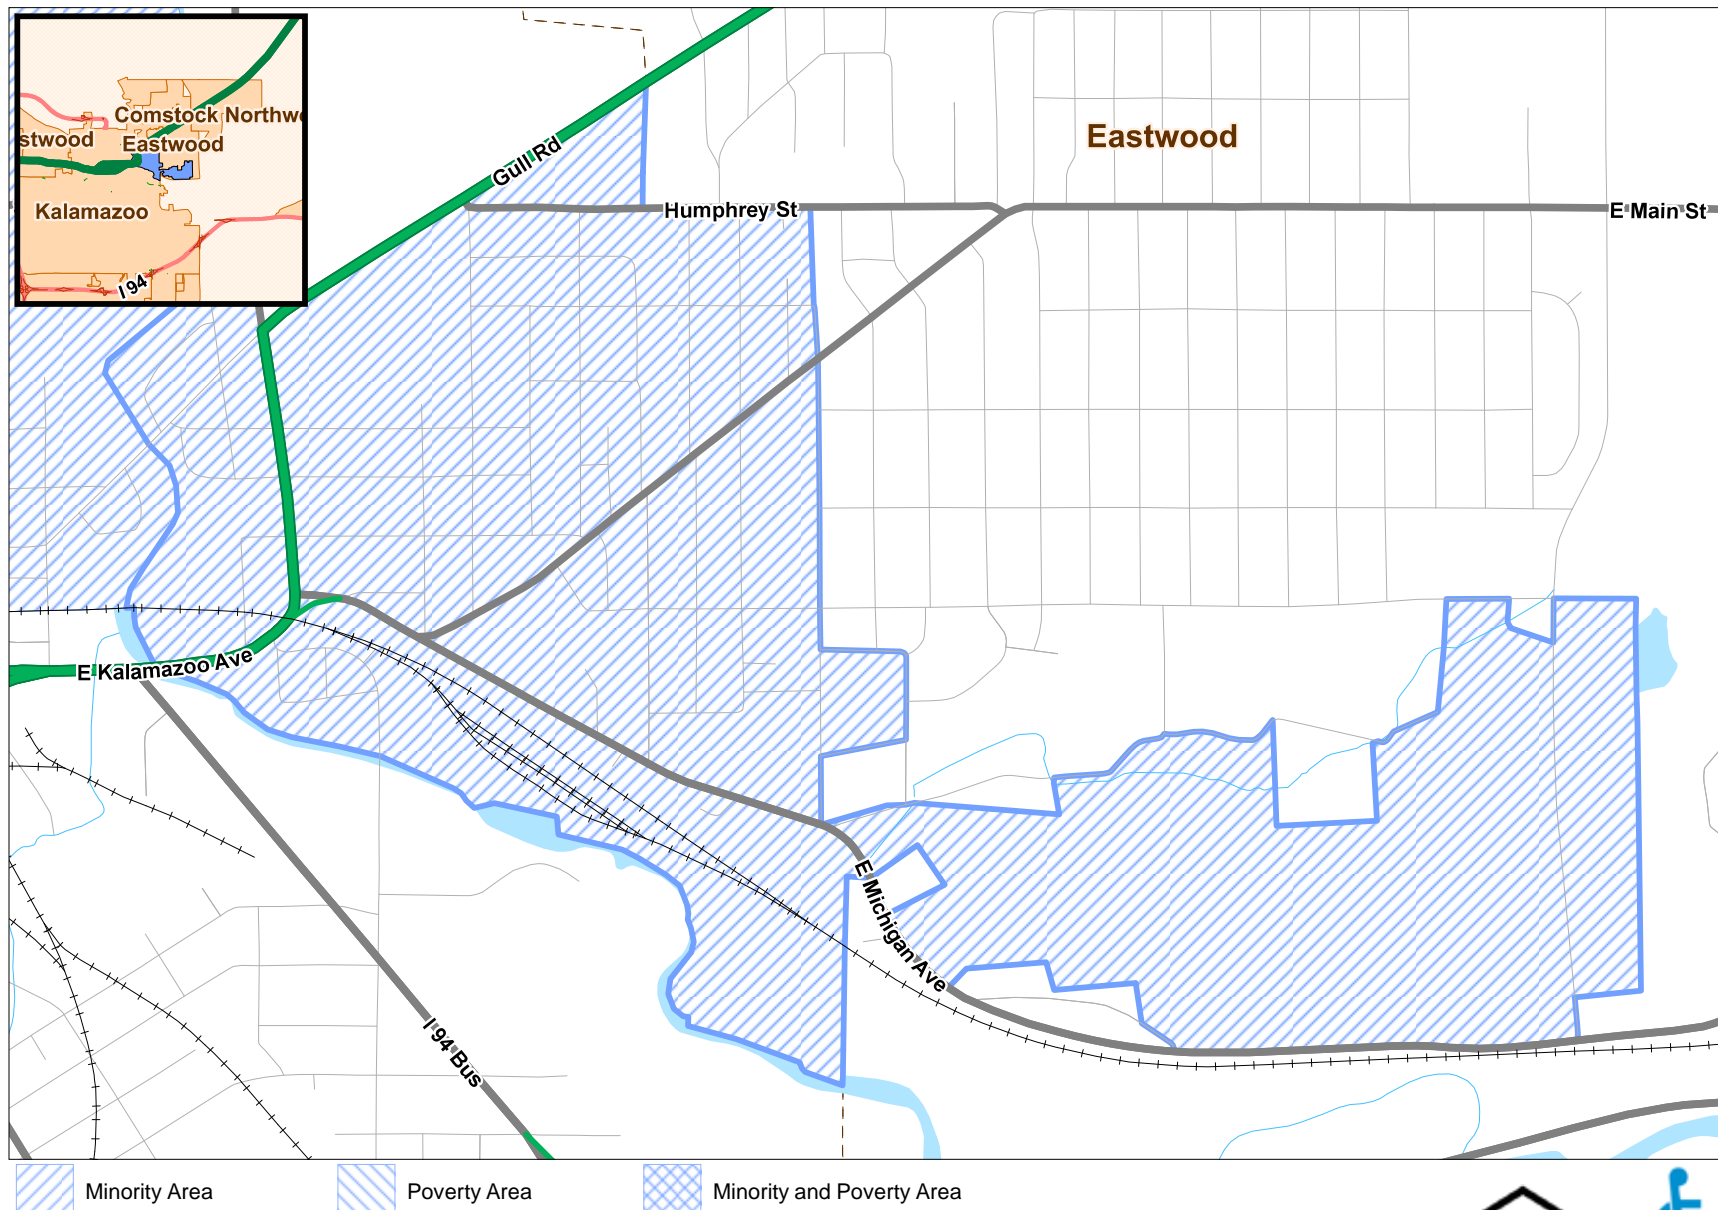 Comstock Northwe
stwood
Eastwood
Kalamazoo
I 94
Gull Rd
Eastwood
Humphrey St
E Main St
E Kalamazoo Ave
E Michigan Ave
I 94 Bus
Minority Area
Poverty Area
Minority and Poverty Area